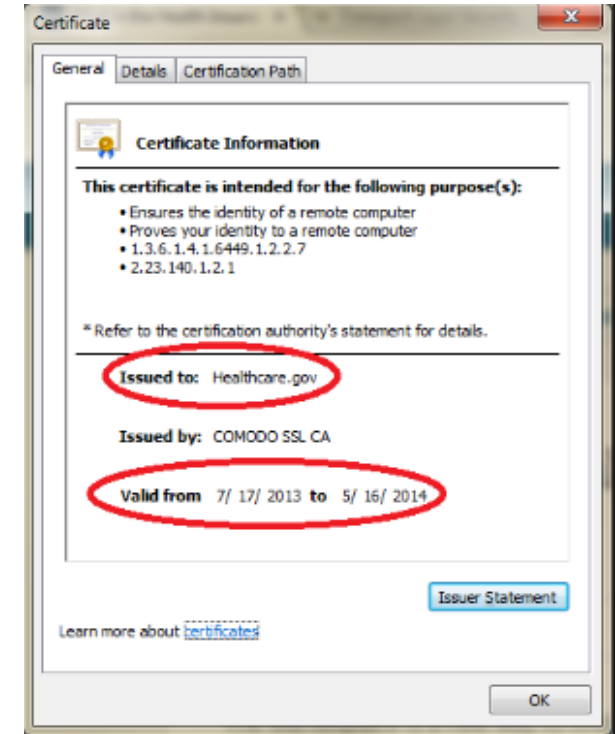 Certificate
General Details Certification Path
Certificate Information
This certificate is intended for the following purpose(s):
• Ensures the identity of a remote computer
• Proves your identity to a remote computer
• 1.3.6.1.4.1.6449.1.2.2.7
• 2.23.140.1.2.1
* Refer to the certification authority's statement for details.
Issued to: Healthcare.gov
Issued by: COMODO SSL CA
Valid from 7/ 17/ 2013 to 5/ 16/ 2014
Issuer Statement
Learn more about certificates
OK